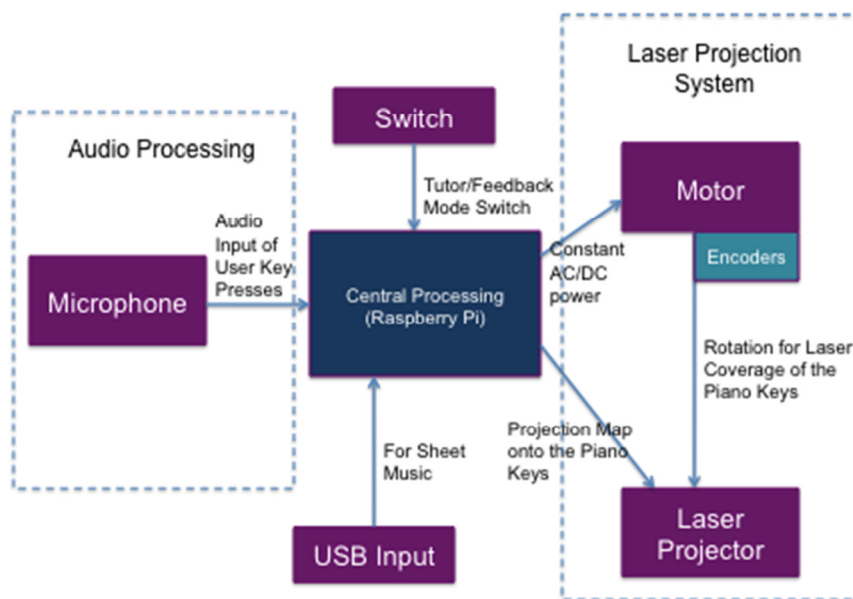 Laser Projection
System
Switch
Audio Processing
Tutor/Feedback
Mode Switch
Motor
Encoders
Audio
Input of
User Key
Presses
Microphone
Central Processing
(Raspberry Pi)
Constant
AC/DC
power
Rotation for Laser
Coverage of the
Piano Keys
Projection Map
onto the Piano
Keys
For Sheet
Music
USB Input
Laser
Projector